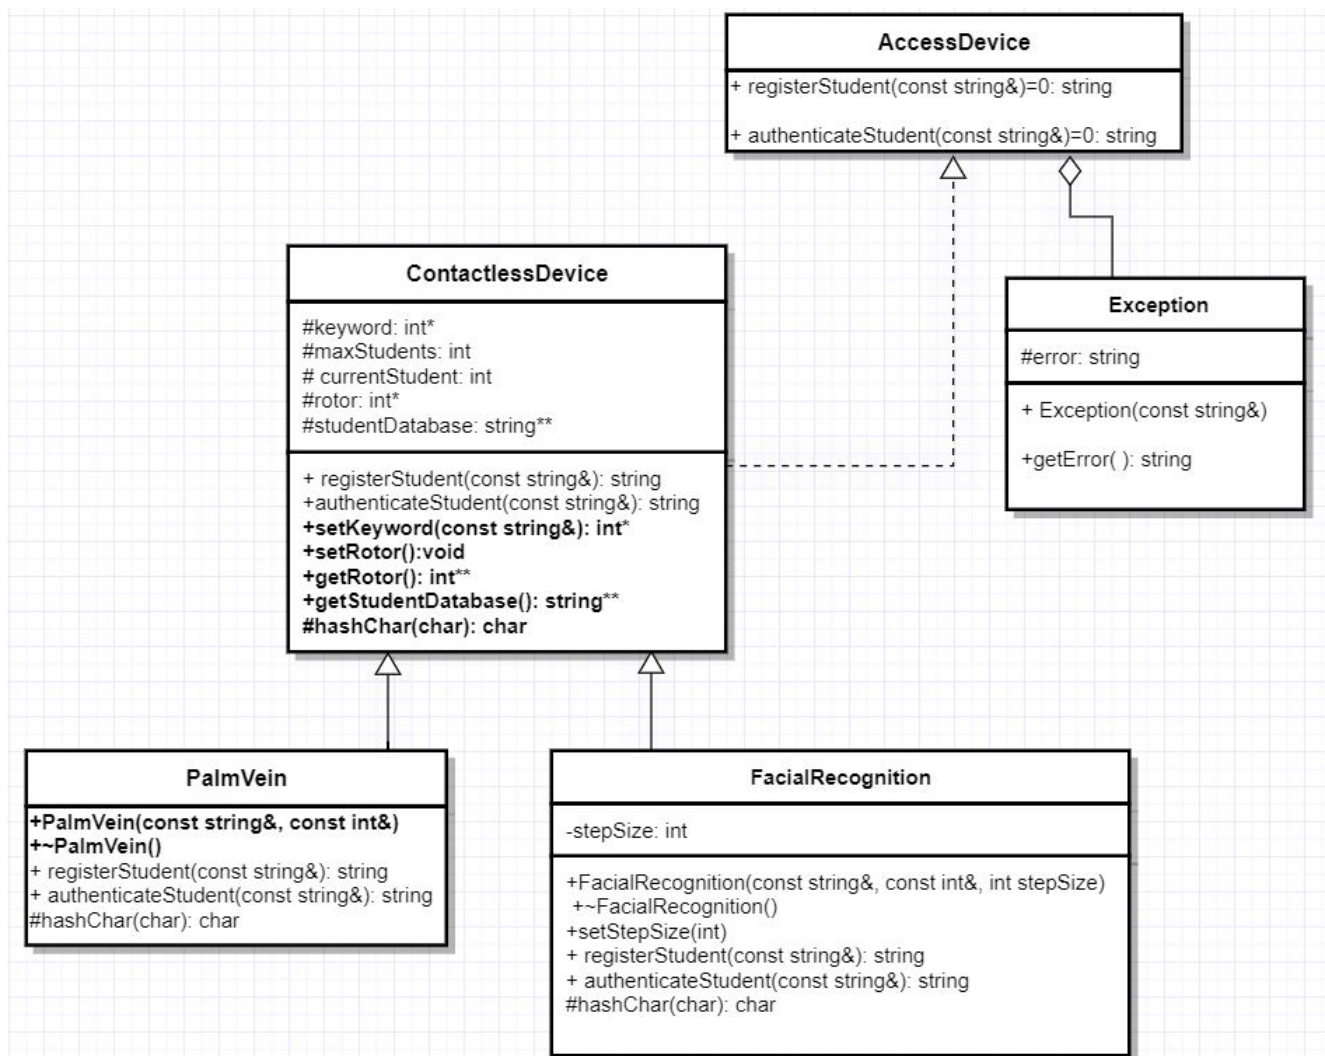 AccessDevice
+ registerStudent(const string&)=0: string
+ authenticateStudent(const string&)=0: string
ContactlessDevice
#keyword: int*
#maxStudents: int
# currentStudent: int
#rotor: int*
#studentDatabase: string**
+ registerStudent(const string&): string
+authenticateStudent(const string&): string
+setKeyword(const string&): int*
+setRotor():void
+getRotor(): int**
+getStudentDatabase(): string**
#hashChar(char): char
Exception
#error: string
+ Exception(const string&)
+getError( ): string
PalmVein
+PalmVein(const string&, const int&)
+~PalmVein()
+ registerStudent(const string&): string
+ authenticateStudent(const string&): string
#hashChar(char): char
FacialRecognition
-stepSize: int
+FacialRecognition(const string&, const int&, int stepSize)
+~FacialRecognition()
+setStepSize(int)
+ registerStudent(const string&): string
+ authenticateStudent(const string&): string
#hashChar(char): char